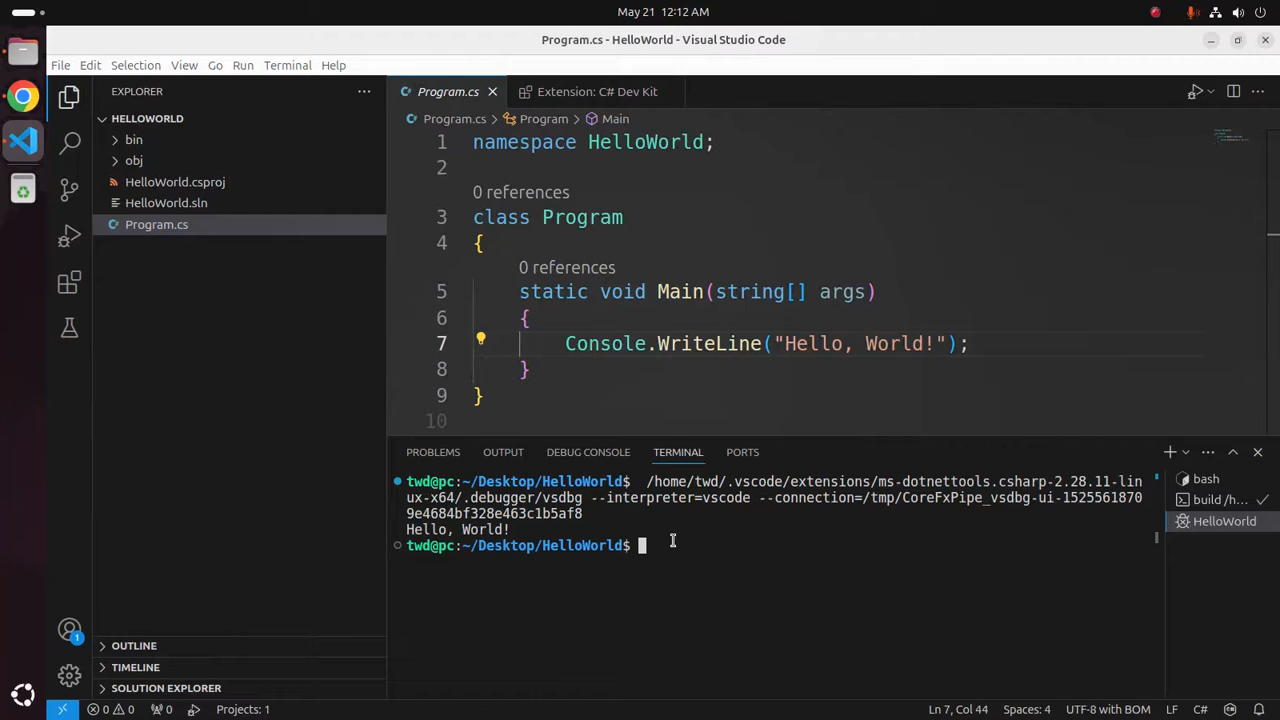 May 21 12:12 AM
Program.cs - HelloWorld - Visual Studio Code
File Edit Selection View Go Run Terminal Help
EXPLORER
HELLOWORLD
bin
obj
HelloWorld.csproj
HelloWorld.sln
Program.cs
OUTLINE
TIMELINE
SOLUTION EXPLORER
Program.cs Extension: C# Dev Kit
Program.cs Program Main
1 namespace HelloWorld;
2
0 references
3 class Program
4 {
0 references
5 static void Main(string[] args)
6 {
7 Console.WriteLine("Hello, World!");
8 }
9 }
10
PROBLEMS OUTPUT DEBUG CONSOLE TERMINAL PORTS
twd@pc:~/Desktop/HelloWorld$ /home/twd/.vscode/extensions/ms-dotnettools.csharp-2.28.11-lin
ux-x64/.debugger/vsdbg --interpreter=vscode --connection=/tmp/CoreFxPipe_vsdbg-ui-1525561870
9e4684bf328e463c1b5af8
Hello, World!
twd@pc:~/Desktop/HelloWorld$
bash
build /h...
HelloWorld
1
0 0 0 Projects: 1 Ln 7, Col 44 Spaces: 4 UTF-8 with BOM LF C#